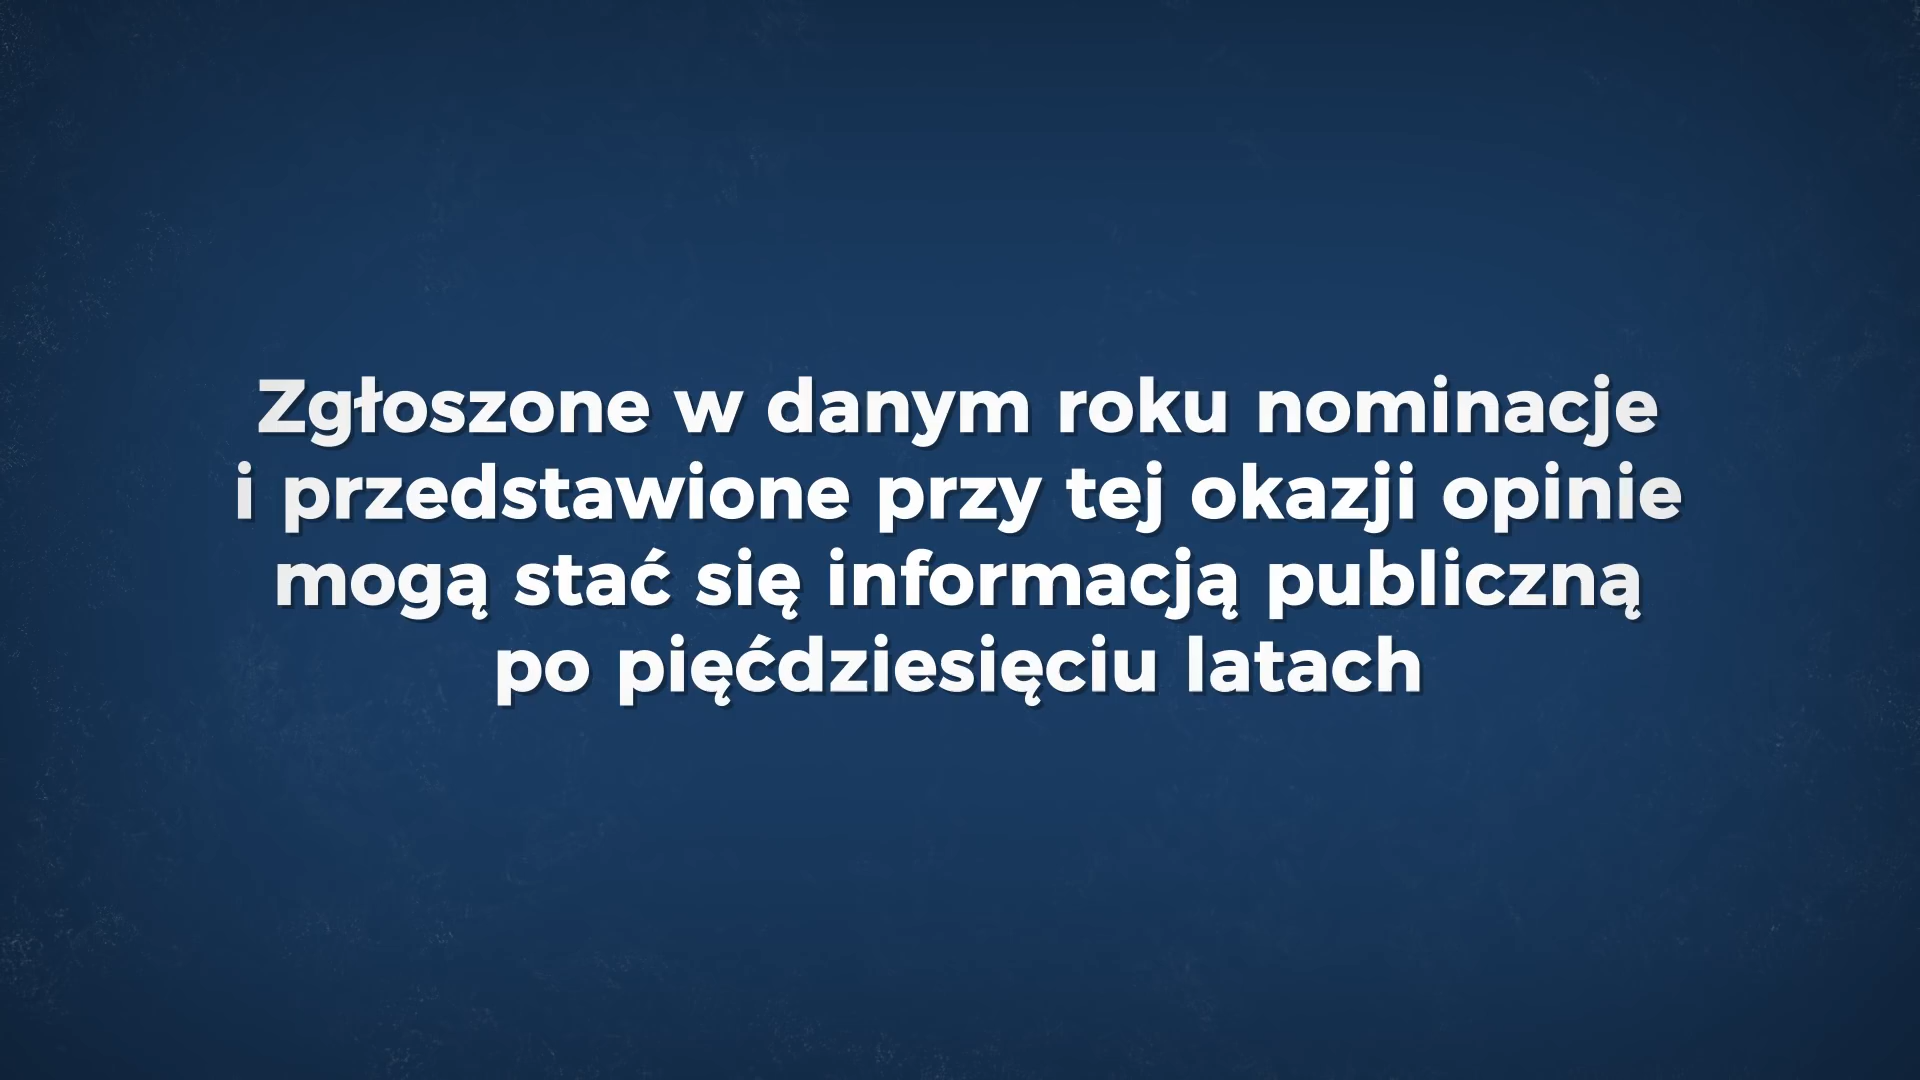 Zgłoszone w danym roku nominacje
i przedstawione przy tej okazji opinie
mogą stać się informacją publiczną
po pięćdziesięciu latach